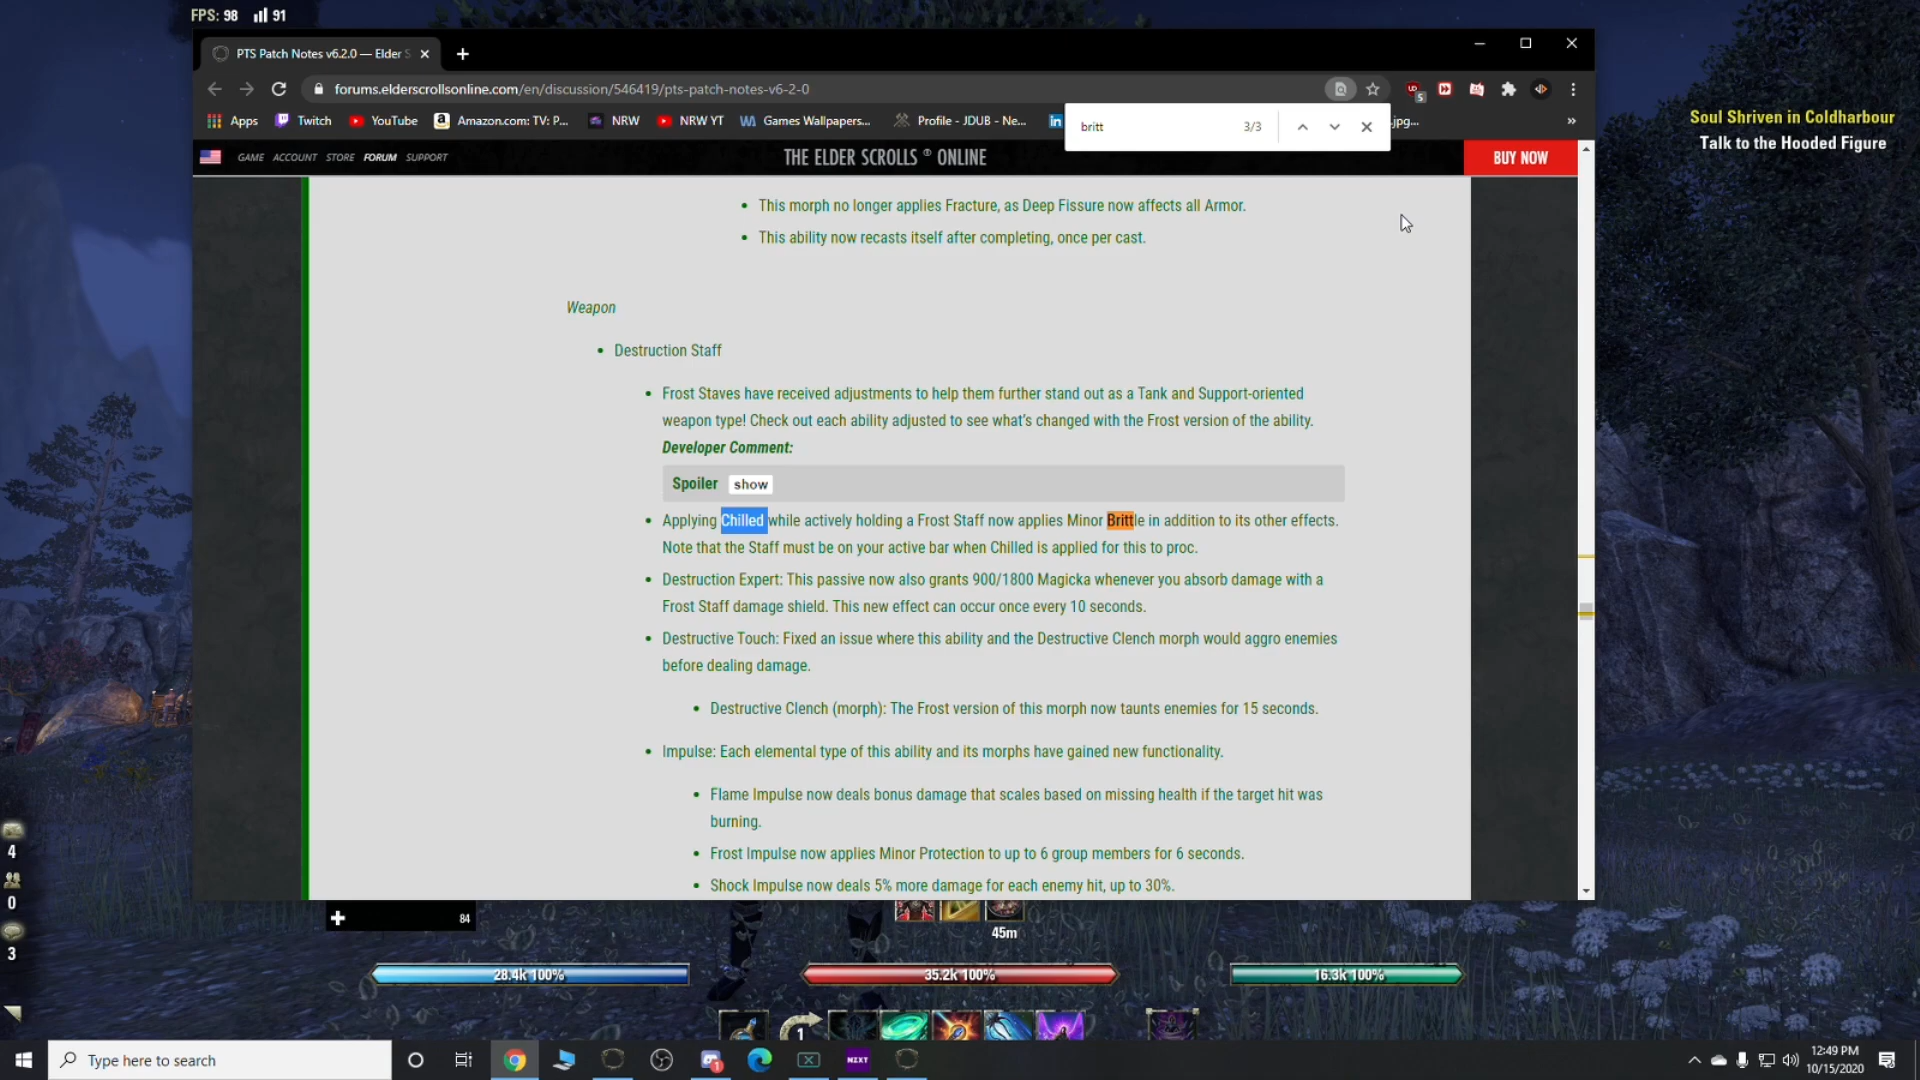 FPS: 98 91
PTS Patch Notes v6.2.0 — Elder S
forums.elderscrollsonline.com/en/discussion/546419/pts-patch-notes-v6-2-0
5
Apps Twitch YouTube Amazon.com: TV: P... NRW NRW YT Games Wallpapers... Profile - JDUB - Ne... in .jpg... »
britt 3/3
Soul Shriven in Coldharbour
Talk to the Hooded Figure
GAME ACCOUNT STORE FORUM SUPPORT
THE ELDER SCROLLS ® ONLINE
BUY NOW
• This morph no longer applies Fracture, as Deep Fissure now affects all Armor.
• This ability now recasts itself after completing, once per cast.
Weapon
• Destruction Staff
• Frost Staves have received adjustments to help them further stand out as a Tank and Support-oriented
weapon type! Check out each ability adjusted to see what's changed with the Frost version of the ability.
Developer Comment:
Spoiler show
• Applying Chilled while actively holding a Frost Staff now applies Minor Brittle in addition to its other effects.
Note that the Staff must be on your active bar when Chilled is applied for this to proc.
• Destruction Expert: This passive now also grants 900/1800 Magicka whenever you absorb damage with a
Frost Staff damage shield. This new effect can occur once every 10 seconds.
• Destructive Touch: Fixed an issue where this ability and the Destructive Clench morph would aggro enemies
before dealing damage.
• Destructive Clench (morph): The Frost version of this morph now taunts enemies for 15 seconds.
• Impulse: Each elemental type of this ability and its morphs have gained new functionality.
• Flame Impulse now deals bonus damage that scales based on missing health if the target hit was
burning.
• Frost Impulse now applies Minor Protection to up to 6 group members for 6 seconds.
• Shock Impulse now deals 5% more damage for each enemy hit, up to 30%.
4
0
3
84
45m
28.4k 100% 35.2k 100% 16.3k 100%
1
Type here to search
1
NZXT
12:49 PM
10/15/2020